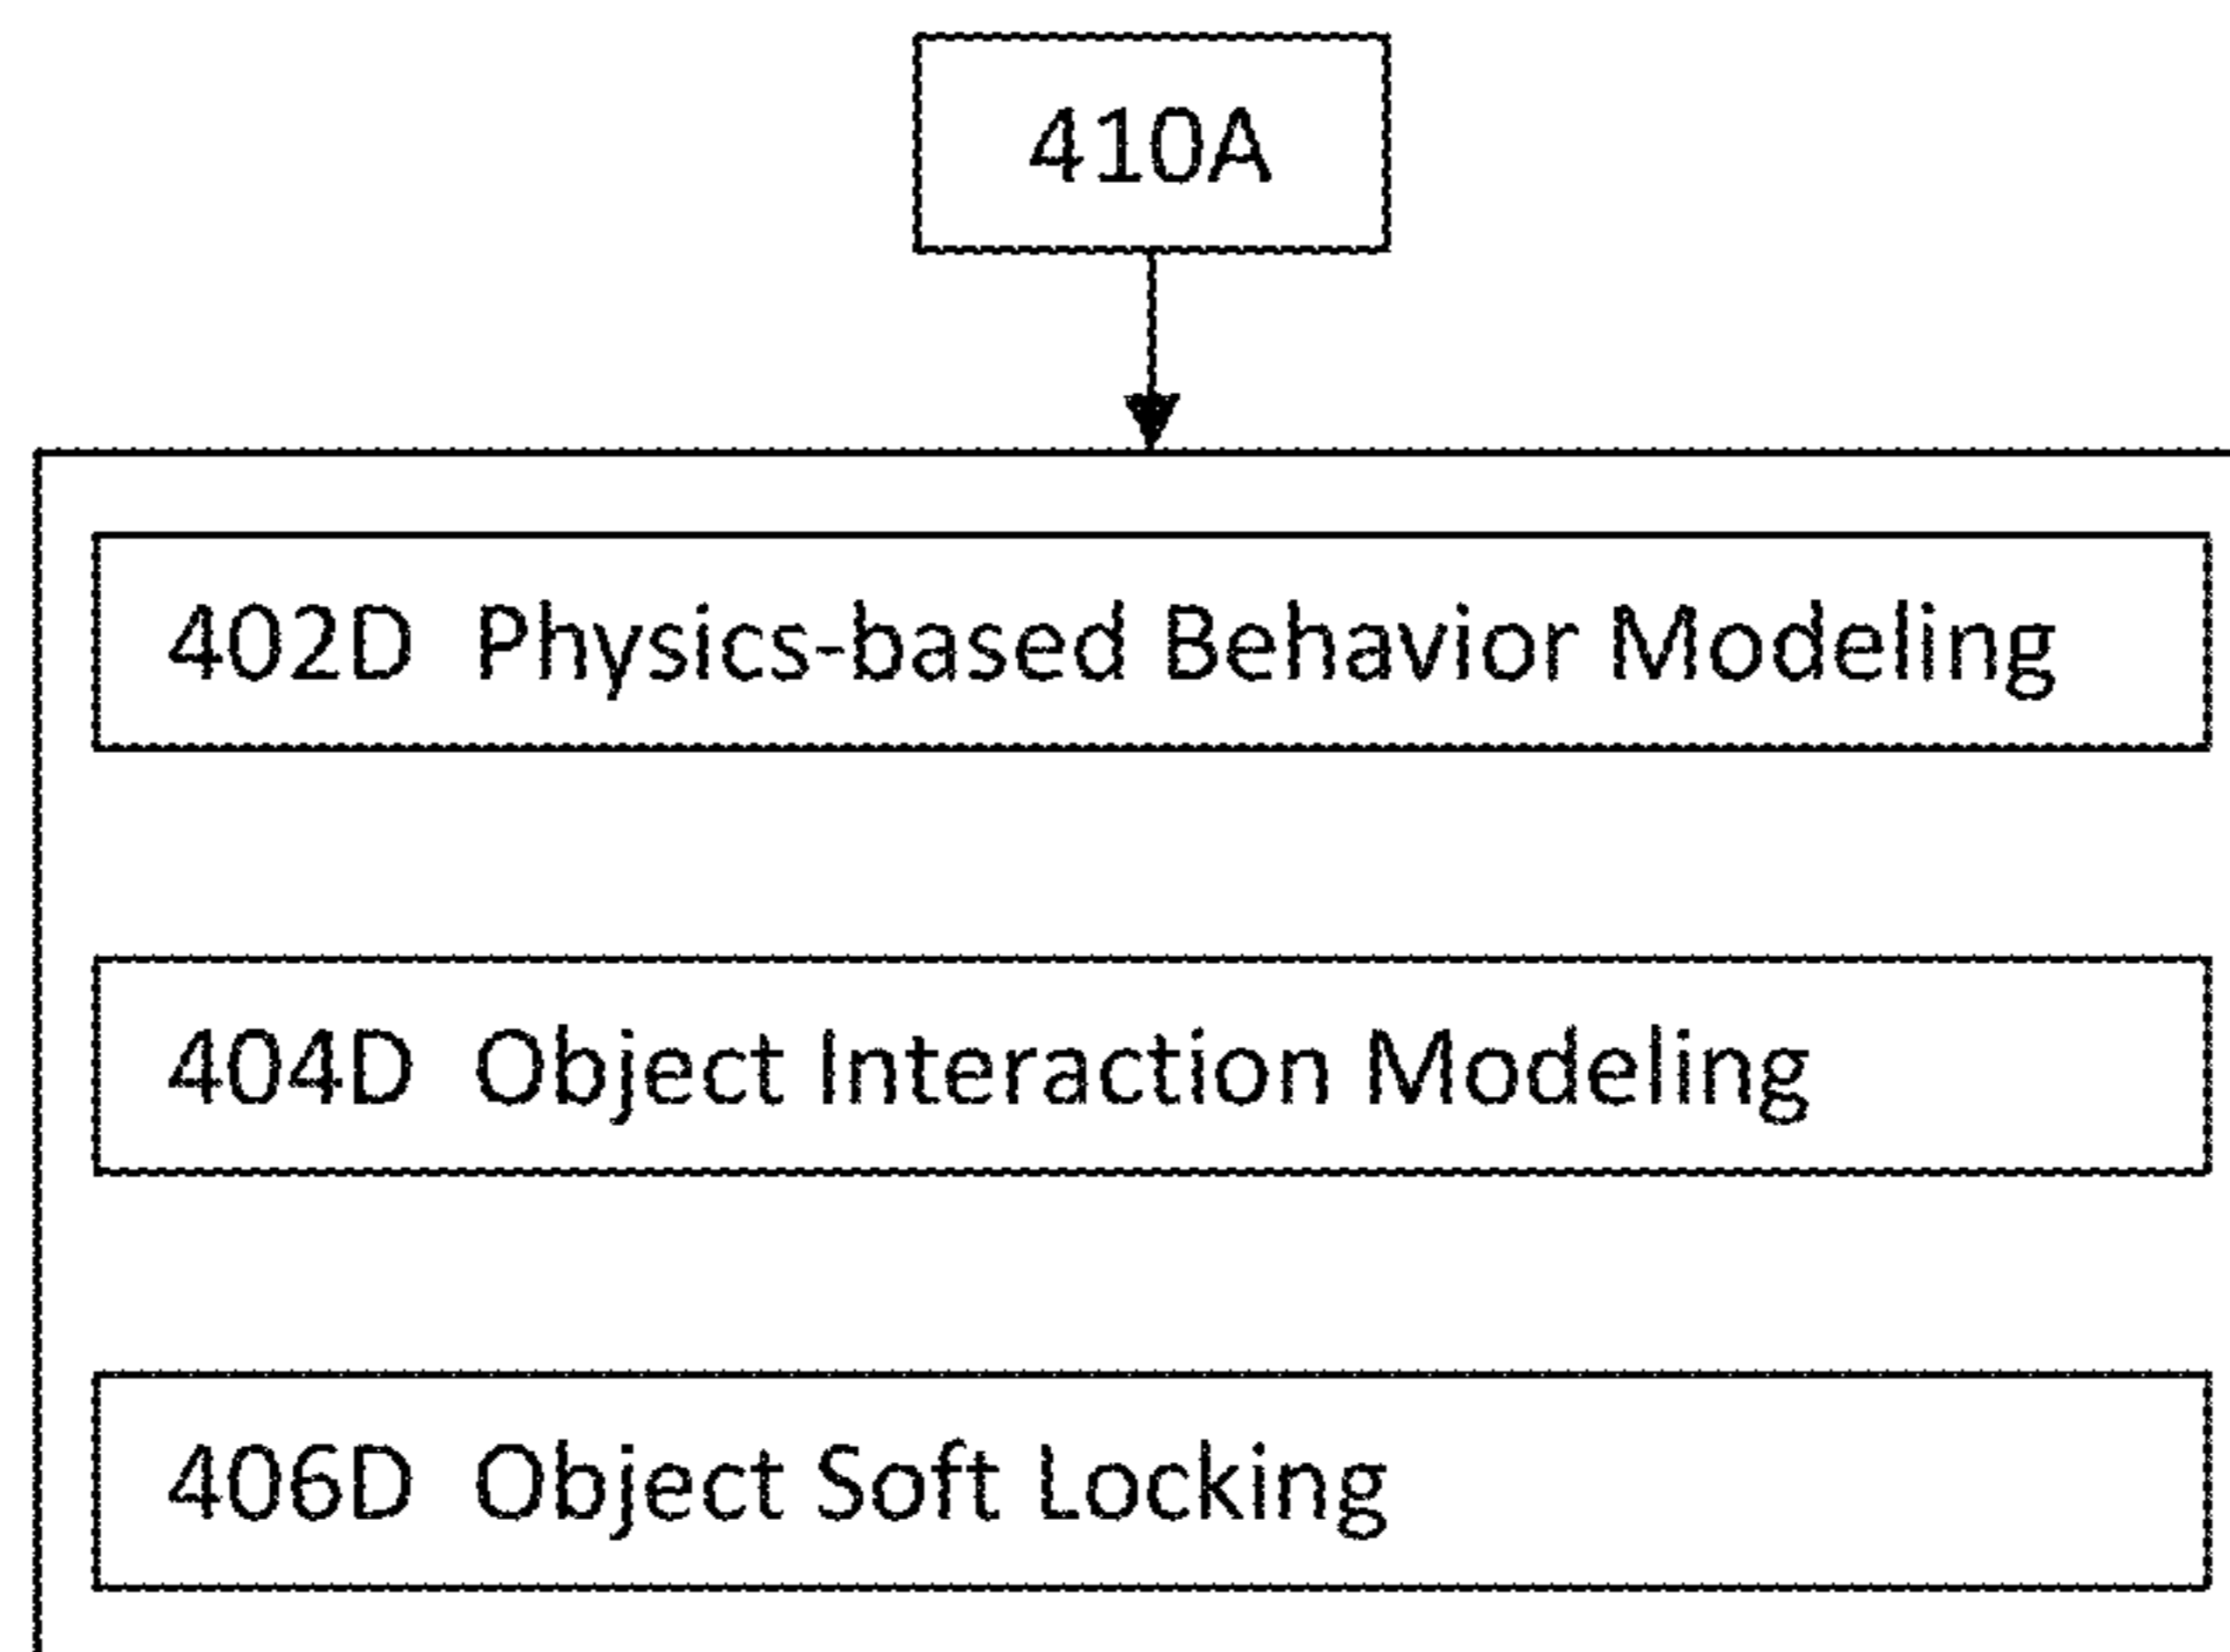 410A
402D Physics-based Behavior Modeling
404D Object Interaction Modeling
406D Object Soft Locking